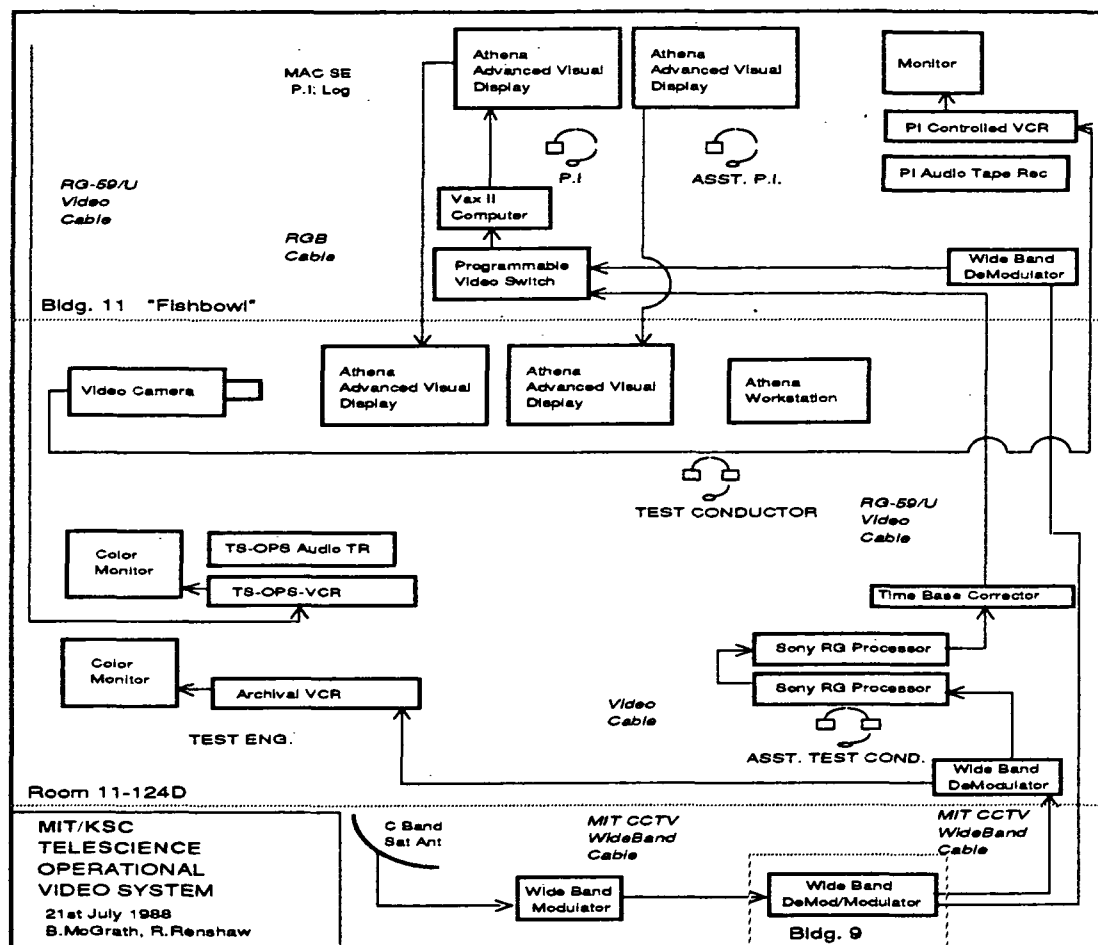 MAC SE
P.I. Log
Athena
Advanced Visual
Display
Athena
Advanced Visual
Display
Monitor
PI Controlled VCR
PI Audio Tape Rec
P.I
ASST. P.I.
RG-59/U
Video
Cable
Vax II
Computer
RGB
Cable
Programmable
Video Switch
Wide Band
DeModulator
Bldg. 11 "Fishbowl"
Video Camera
Athena
Advanced Visual
Display
Athena
Advanced Visual
Display
Athena
Workstation
TEST CONDUCTOR
RG-59/U
Video
Cable
Color
Monitor
TS-OPS Audio TR
TS-OPS-VCR
Time Base Corrector
Color
Monitor
Archival VCR
TEST ENG.
Sony RG Processor
Sony RG Processor
Video
Cable
ASST. TEST COND.
Wide Band
DeModulator
Room 11-124D
MIT/KSC
TELESCIENCE
OPERATIONAL
VIDEO SYSTEM
21st July 1988
B.McGrath, R.Renshaw
C Band
Sat Ant
MIT CCTV
WideBand
Cable
MIT CCTV
WideBand
Cable
Wide Band
Modulator
Wide Band
DeMod/Modulator
Bldg. 9